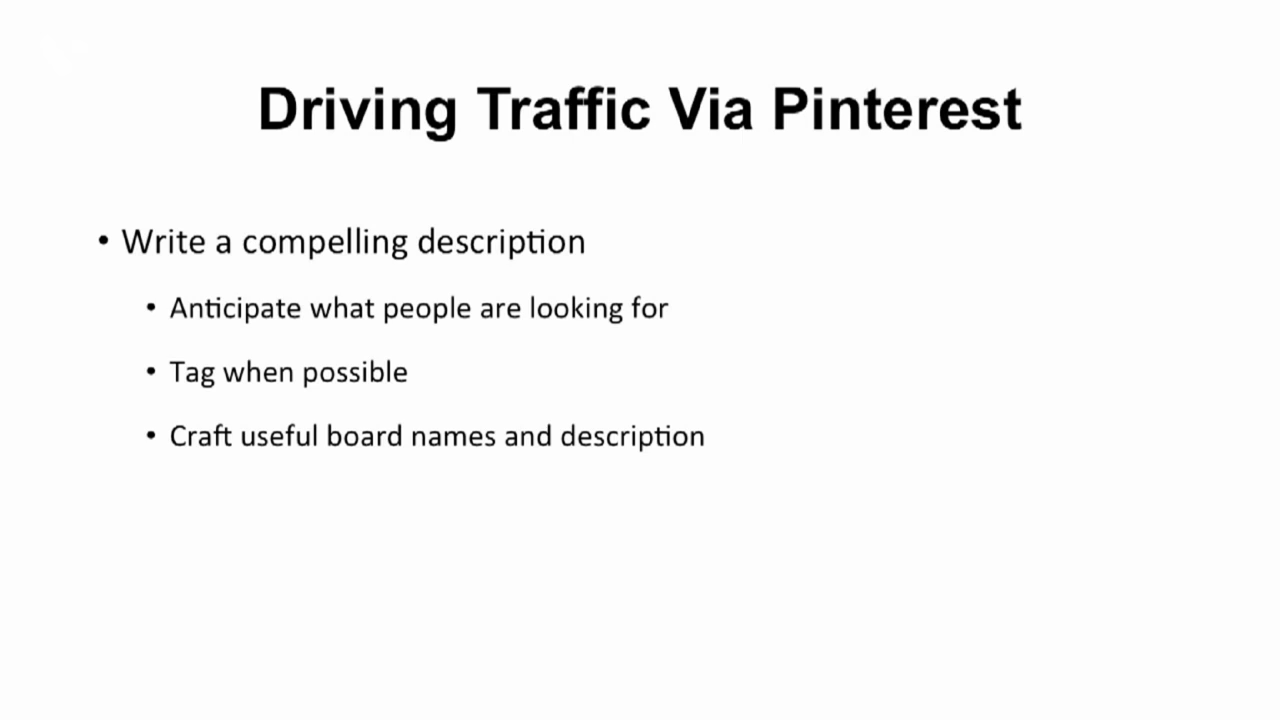 Driving Traffic Via Pinterest
• Write a compelling description
• Anticipate what people are looking for
• Tag when possible
• Craft useful board names and description